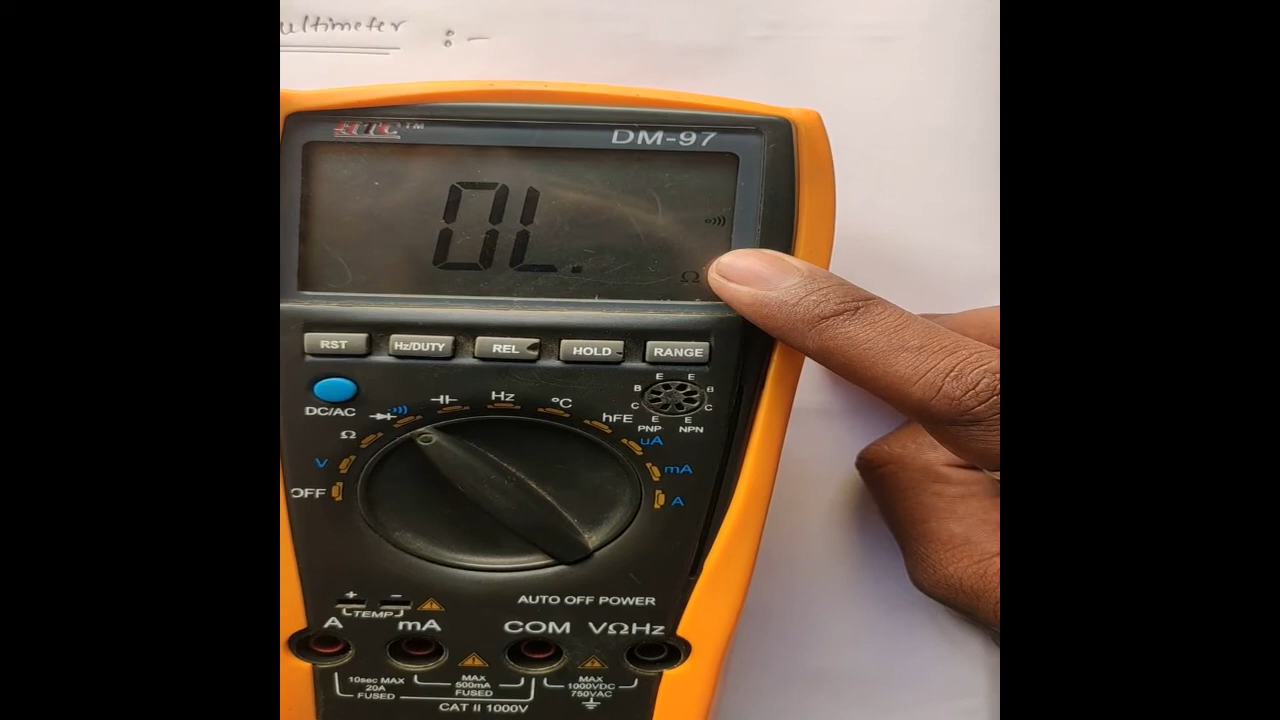 ultimeter :-
HTC™ DM-97
OL.
Ω
RST Hz/DUTY REL HOLD RANGE
DC/AC
Hz
ºC
hFE
Ω
V
OFF
uA
mA
A
E E
B B
C C
E E
PNP NPN
+ -
TEMP
AUTO OFF POWER
A mA COM VΩHz
10sec MAX
20A
FUSED
MAX
500mA
FUSED
MAX
1000VDC
750VAC
CAT II 1000V